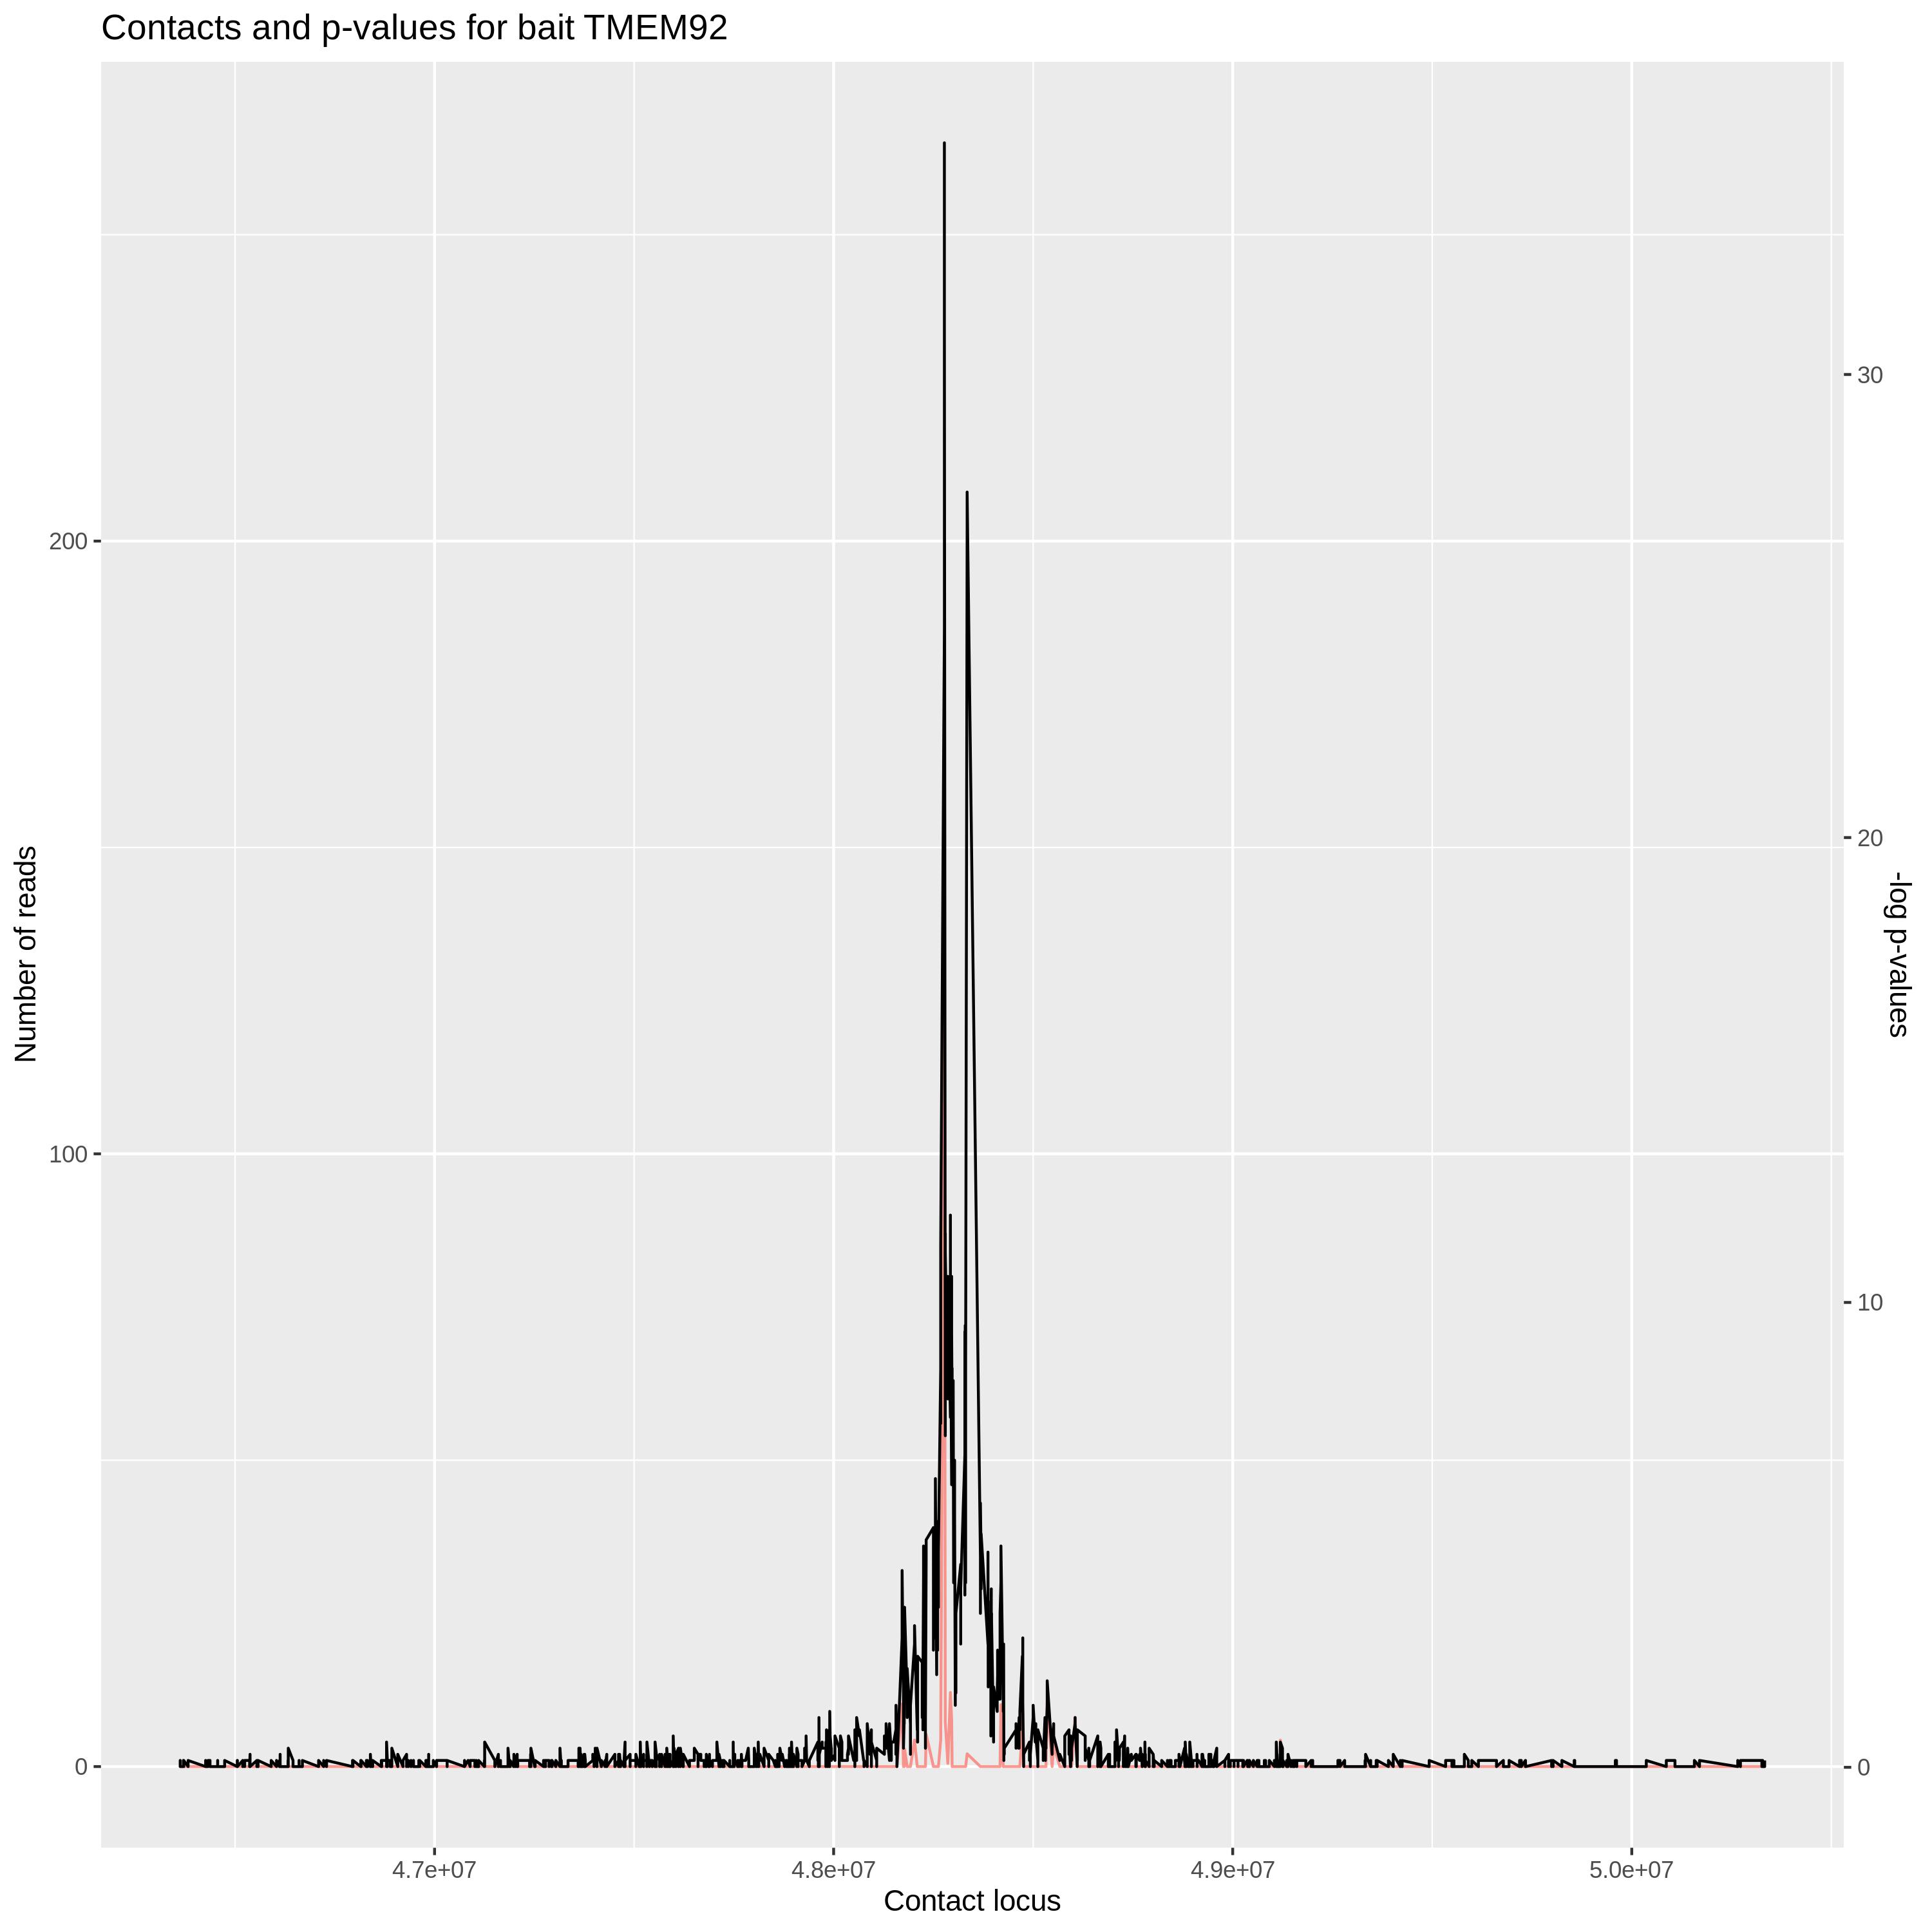 Contacts and p-values for bait TMEM92
Number of reads
200
100
0
30
20
10
0
-log p-values
4.7e+07
4.8e+07
4.9e+07
5.0e+07
Contact locus